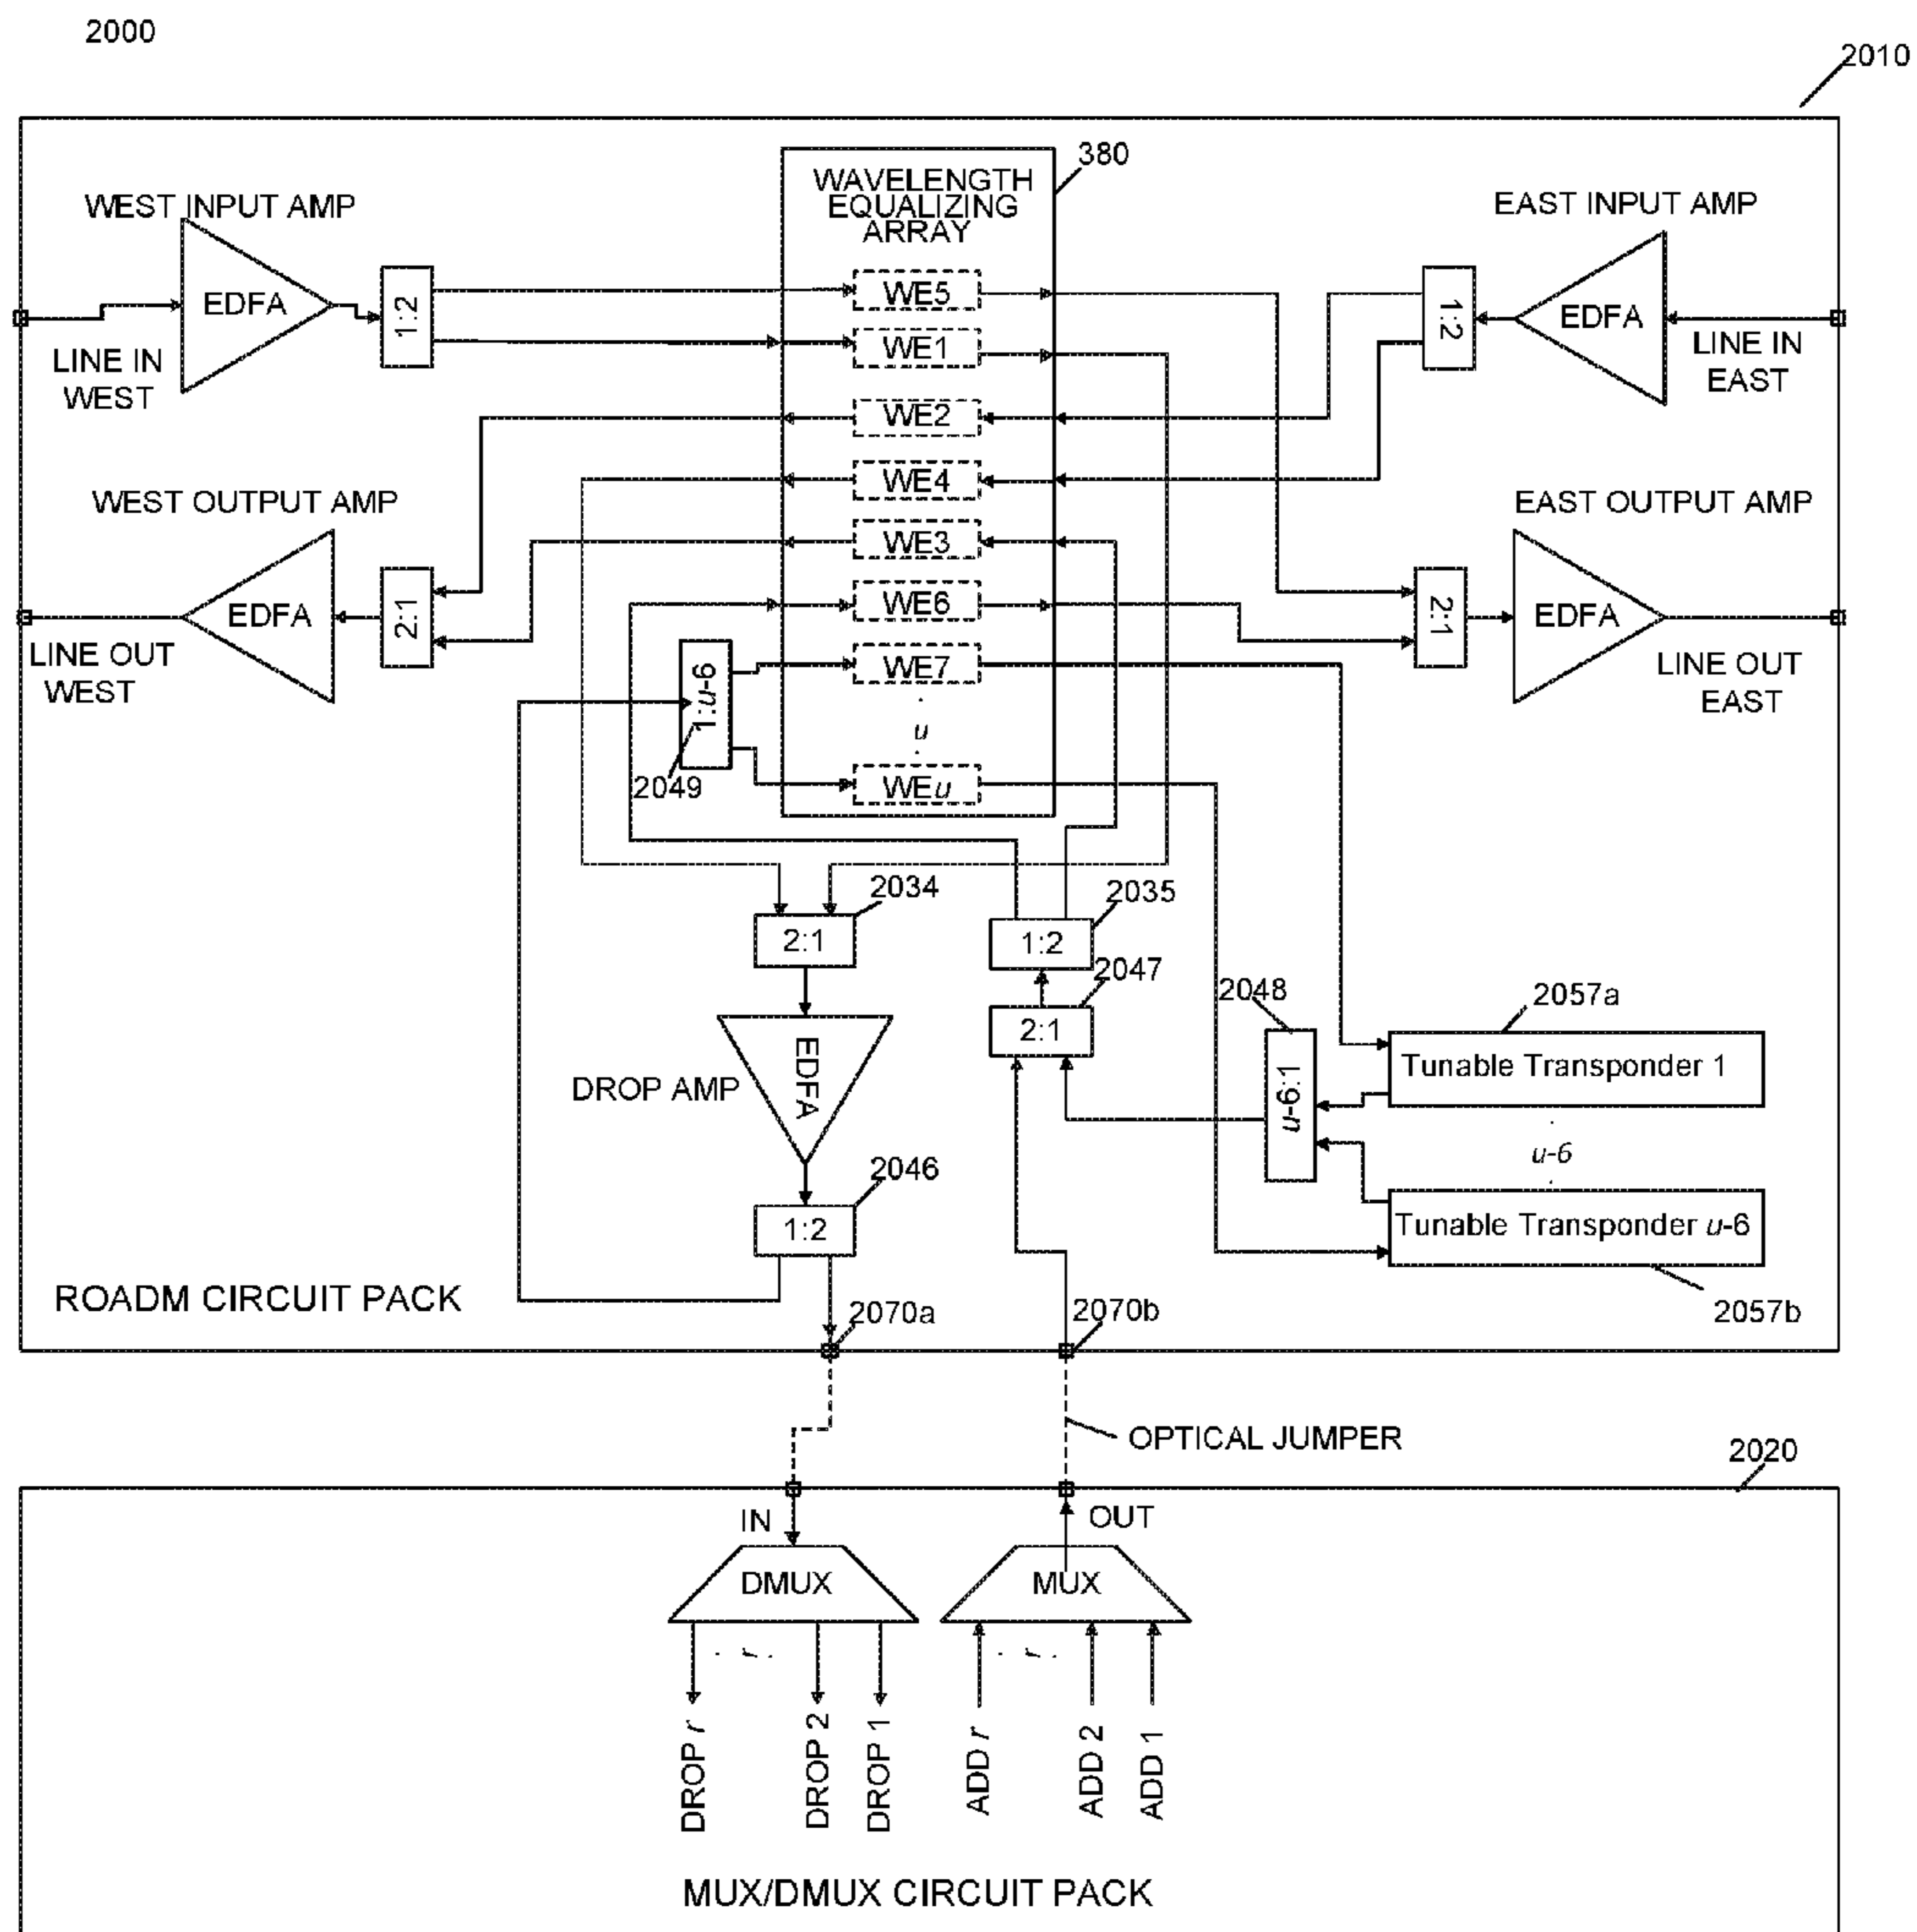 2000
2010
380
WAVELENGTH
EQUALIZING
ARRAY
WEST INPUT AMP
EAST INPUT AMP
EDFA
1:2
WE5
1:2
EDFA
WE1
LINE IN
WEST
LINE IN
EAST
WE2
WE4
WEST OUTPUT AMP
EAST OUTPUT AMP
WE3
EDFA
2:1
WE6
2:1
EDFA
LINE OUT
WEST
WE7
LINE OUT
EAST
1:u-6
u
2049
WEu
2034
2035
2:1
1:2
2047
2048
2057a
2:1
EDFA
DROP AMP
u-6:1
Tunable Transponder 1
u-6
2046
1:2
Tunable Transponder u-6
ROADM CIRCUIT PACK
2070a
2070b
2057b
OPTICAL JUMPER
2020
IN
OUT
DMUX
MUX
r
r
DROP r
DROP 2
DROP 1
ADD r
ADD 2
ADD 1
MUX/DMUX CIRCUIT PACK